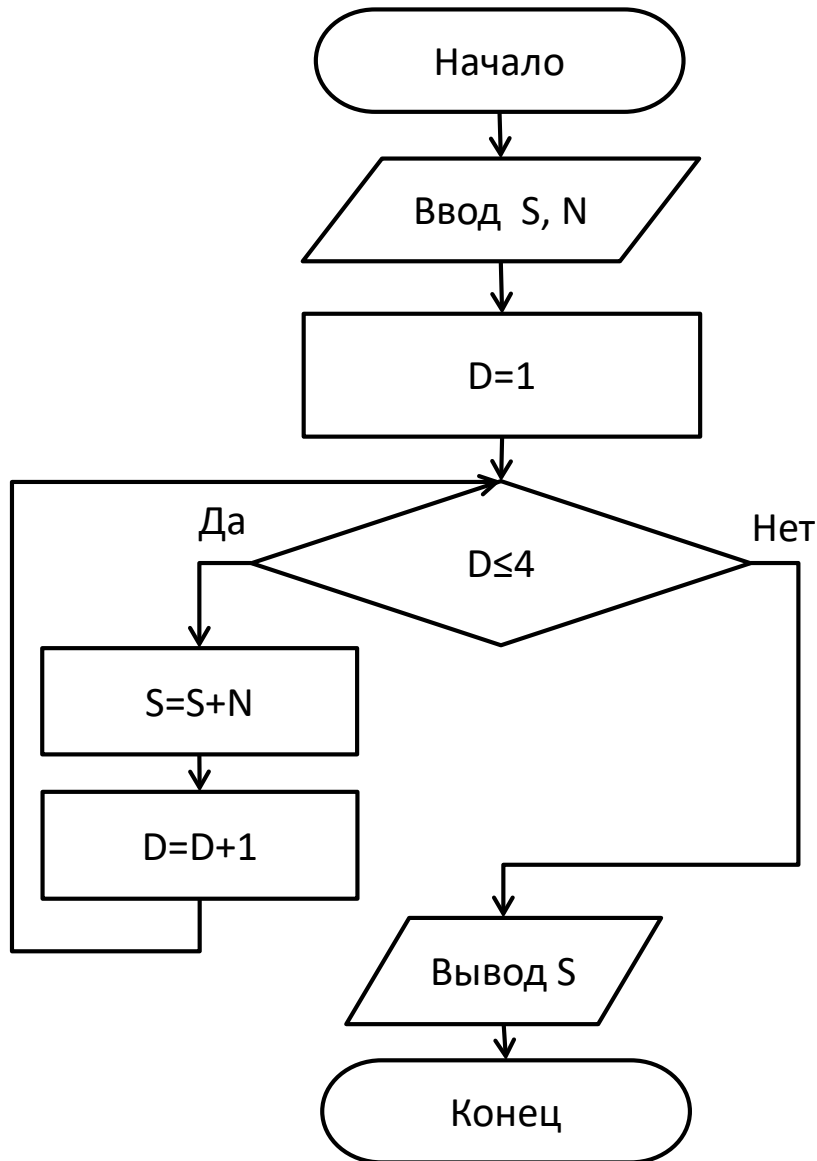 Начало
Ввод S, N
D=1
Да
Нет
D≤4
S=S+N
D=D+1
Вывод S
Конец